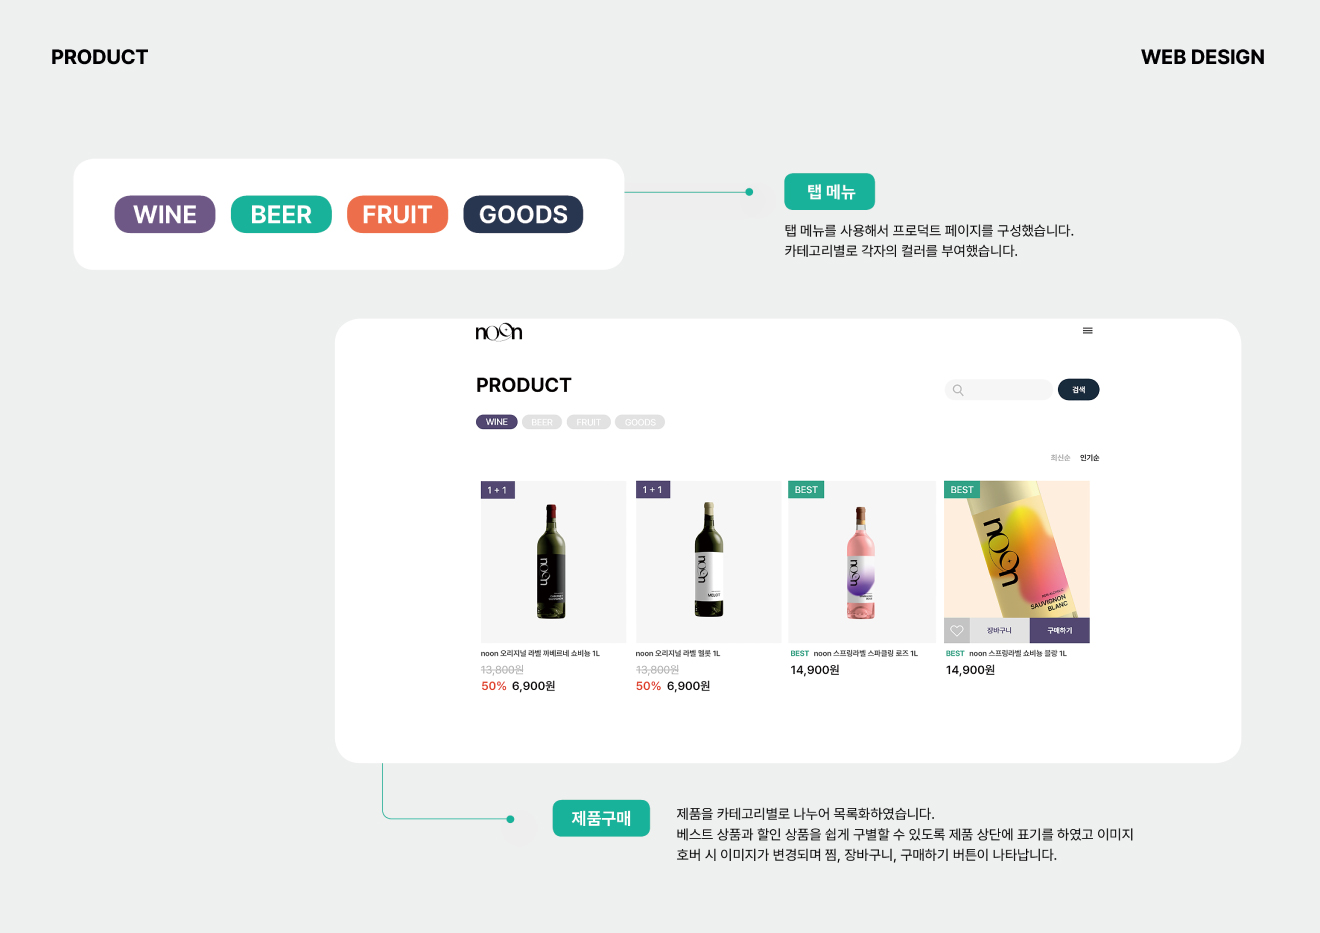 PRODUCT
WEB DESIGN
WINE
BEER
FRUIT
GOODS
탭 메뉴
탭 메뉴를 사용해서 프로덕트 페이지를 구성했습니다.
카테고리별로 각자의 컬러를 부여했습니다.
noon
PRODUCT
검색
WINE
BEER
FRUIT
GOODS
최신순
인기순
1 + 1
1 + 1
BEST
BEST
noon
noon
MERLOT
noon
noon
SAUVIGNON
BLANC
장바구니
구매하기
noon 오리지널 라벨 까베르네 쇼비뇽 1L
13,800원
50% 6,900원
noon 오리지널 라벨 멜롯 1L
13,800원
50% 6,900원
BEST noon 스프링라벨 스파클링 로즈 1L
14,900원
BEST noon 스프링라벨 쇼비뇽 블랑 1L
14,900원
제품구매
제품을 카테고리별로 나누어 목록화하였습니다.
베스트 상품과 할인 상품을 쉽게 구별할 수 있도록 제품 상단에 표기를 하였고 이미지
호버 시 이미지가 변경되며 찜, 장바구니, 구매하기 버튼이 나타납니다.